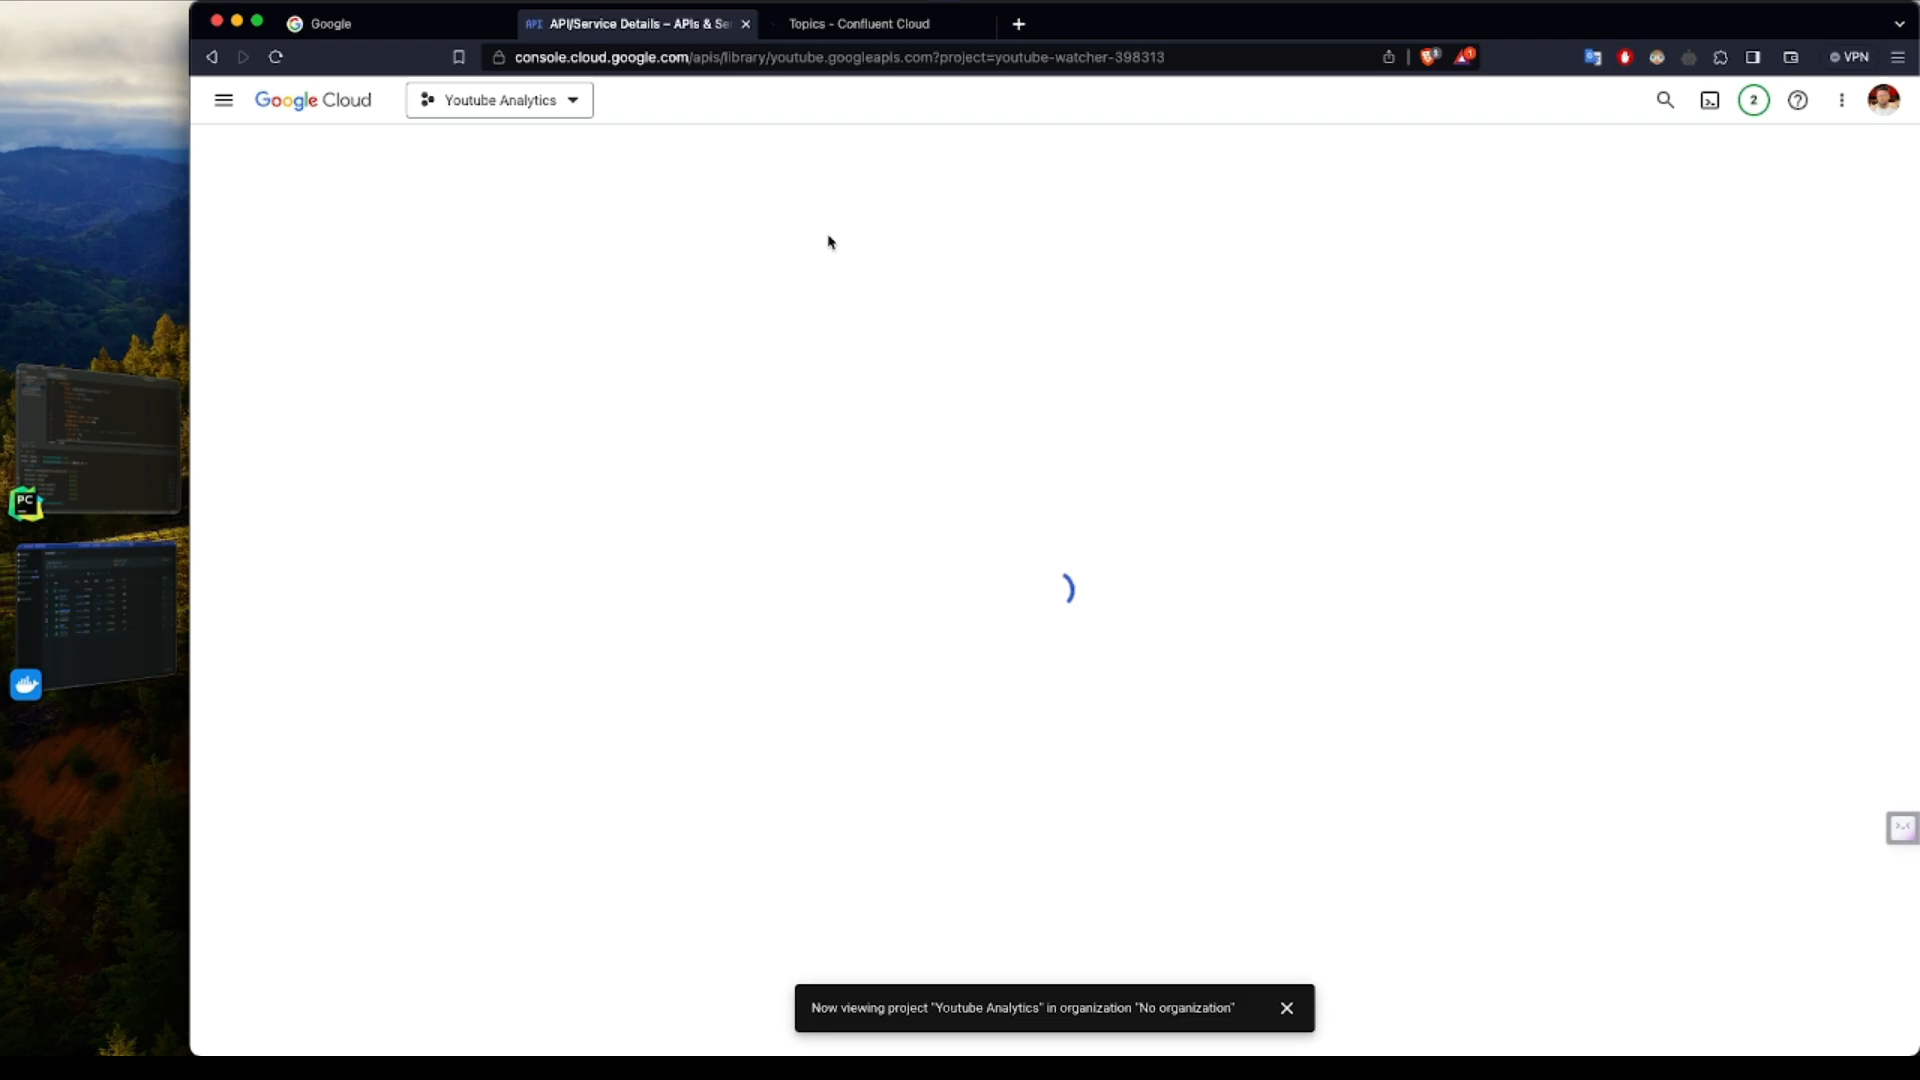 Google
API API/Service Details – APIs & Se
Topics - Confluent Cloud
console.cloud.google.com/apis/library/youtube.googleapis.com?project=youtube-watcher-398313
VPN
Google Cloud
Youtube Analytics
2
PC
Now viewing project "Youtube Analytics" in organization "No organization"